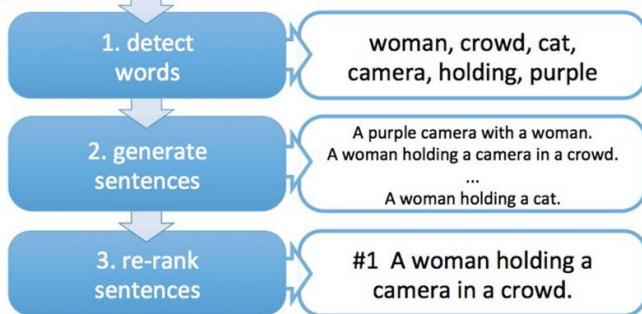 1. detect
words
woman, crowd, cat,
camera, holding, purple
2. generate
sentences
A purple camera with a woman.
A woman holding a camera in a crowd.
...
A woman holding a cat.
3. re-rank
sentences
#1 A woman holding a
camera in a crowd.